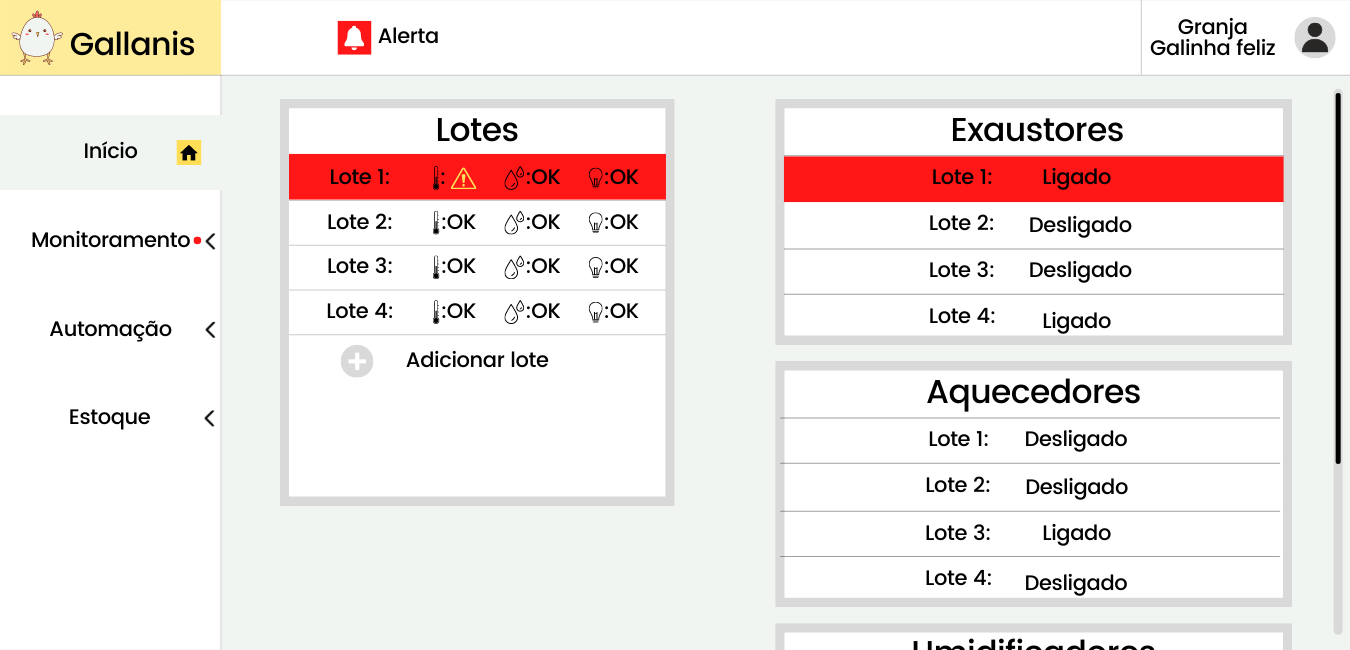 Gallanis
Alerta
Granja
Galinha feliz
Início
Monitoramento
Automação
Estoque
Lotes
Lote 1: : :OK :OK
Lote 2: :OK :OK :OK
Lote 3: :OK :OK :OK
Lote 4: :OK :OK :OK
Adicionar lote
Exaustores
Lote 1: Ligado
Lote 2: Desligado
Lote 3: Desligado
Lote 4: Ligado
Aquecedores
Lote 1: Desligado
Lote 2: Desligado
Lote 3: Ligado
Lote 4: Desligado
Umidificadores